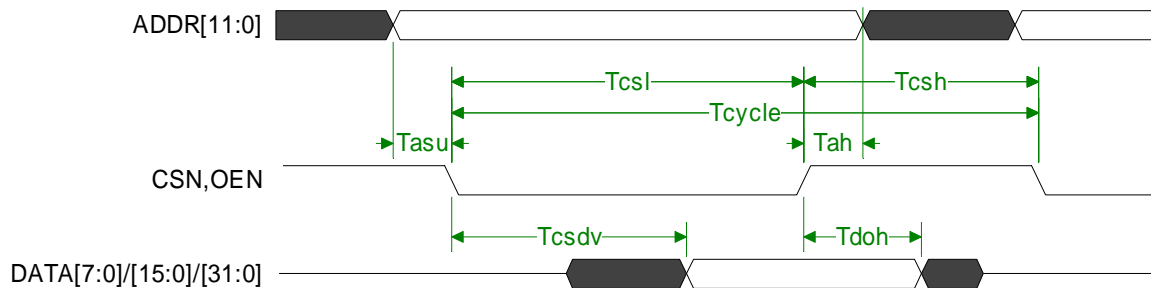 ADDR[11:0]
Tcsl Tcsh
Tcycle
Tasu Tah
CSN,OEN
Tcsdv Tdoh
DATA[7:0]/[15:0]/[31:0]